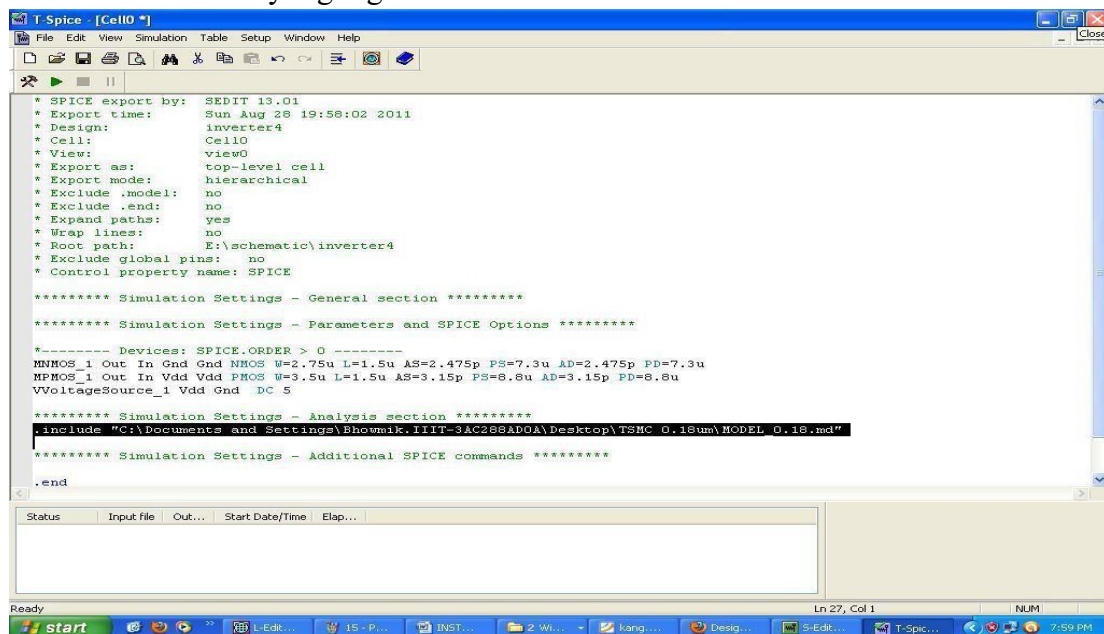 T-Spice - [Cell0 *]
Close
File Edit View Simulation Table Setup Window Help
* SPICE export by: SEDIT 13.01
* Export time: Sun Aug 28 19:58:02 2011
* Design: inverter4
* Cell: Cell0
* View: view0
* Export as: top-level cell
* Export mode: hierarchical
* Exclude .model: no
* Exclude .end: no
* Expand paths: yes
* Wrap lines: no
* Root path: E:\schematic\inverter4
* Exclude global pins: no
* Control property name: SPICE
********* Simulation Settings - General section *********
********* Simulation Settings - Parameters and SPICE Options *********
*-------- Devices: SPICE.ORDER > 0 --------
MNMOS_1 Out In Gnd Gnd NMOS W=2.75u L=1.5u AS=2.475p PS=7.3u AD=2.475p PD=7.3u
MPMOS_1 Out In Vdd Vdd PMOS W=3.5u L=1.5u AS=3.15p PS=8.8u AD=3.15p PD=8.8u
VVoltageSource_1 Vdd Gnd DC 5
********* Simulation Settings - Analysis section *********
.include "C:\Documents and Settings\Bhowmik.IIIT-3AC288AD0A\Desktop\TSMC 0.18um\MODEL_0.18.md"
********* Simulation Settings - Additional SPICE commands *********
.end
Status Input file Out... Start Date/Time Elap...
Ready Ln 27, Col 1 NUM
start L-Edit... 15 - P... INST... 2 Wi... kang.... Desig... S-Edit... T-Spic... 7:59 PM